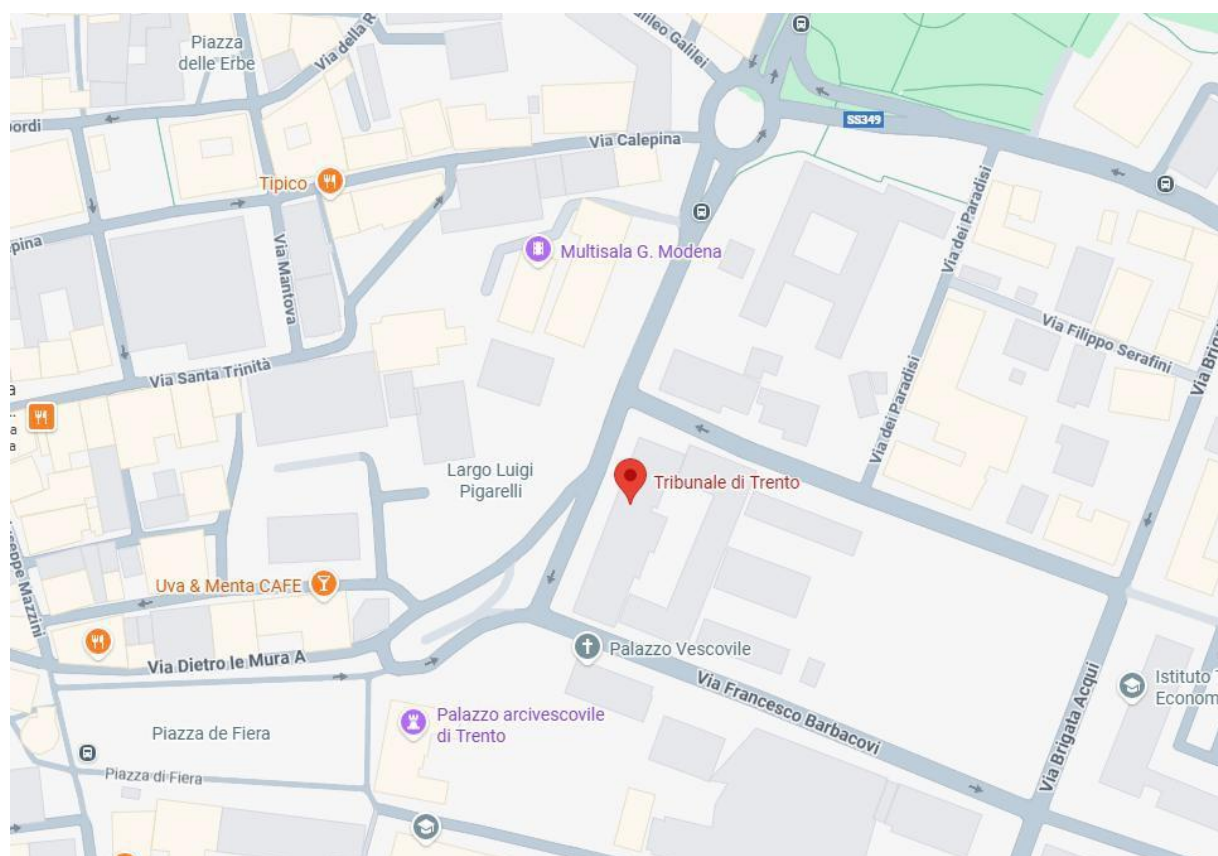 Piazza
delle Erbe
Via della R
lileo Galilei
SS349
ordi
Via Calepina
Tipico
pina
Via Mantova
Multisala G. Modena
Via dei Paradisi
Via Filippo Serafini
Via Brig
Via Santa Trinità
Via dei Paradisi
a
a
a
Largo Luigi
Pigarelli
Tribunale di Trento
seppe Mazzini
Uva & Menta CAFE
Palazzo Vescovile
Via Dietro le Mura A
Via Francesco Barbacovi
Via Brigata Acqui
Istituto T
Econom
Palazzo arcivescovile
di Trento
Piazza de Fiera
Piazza di Fiera